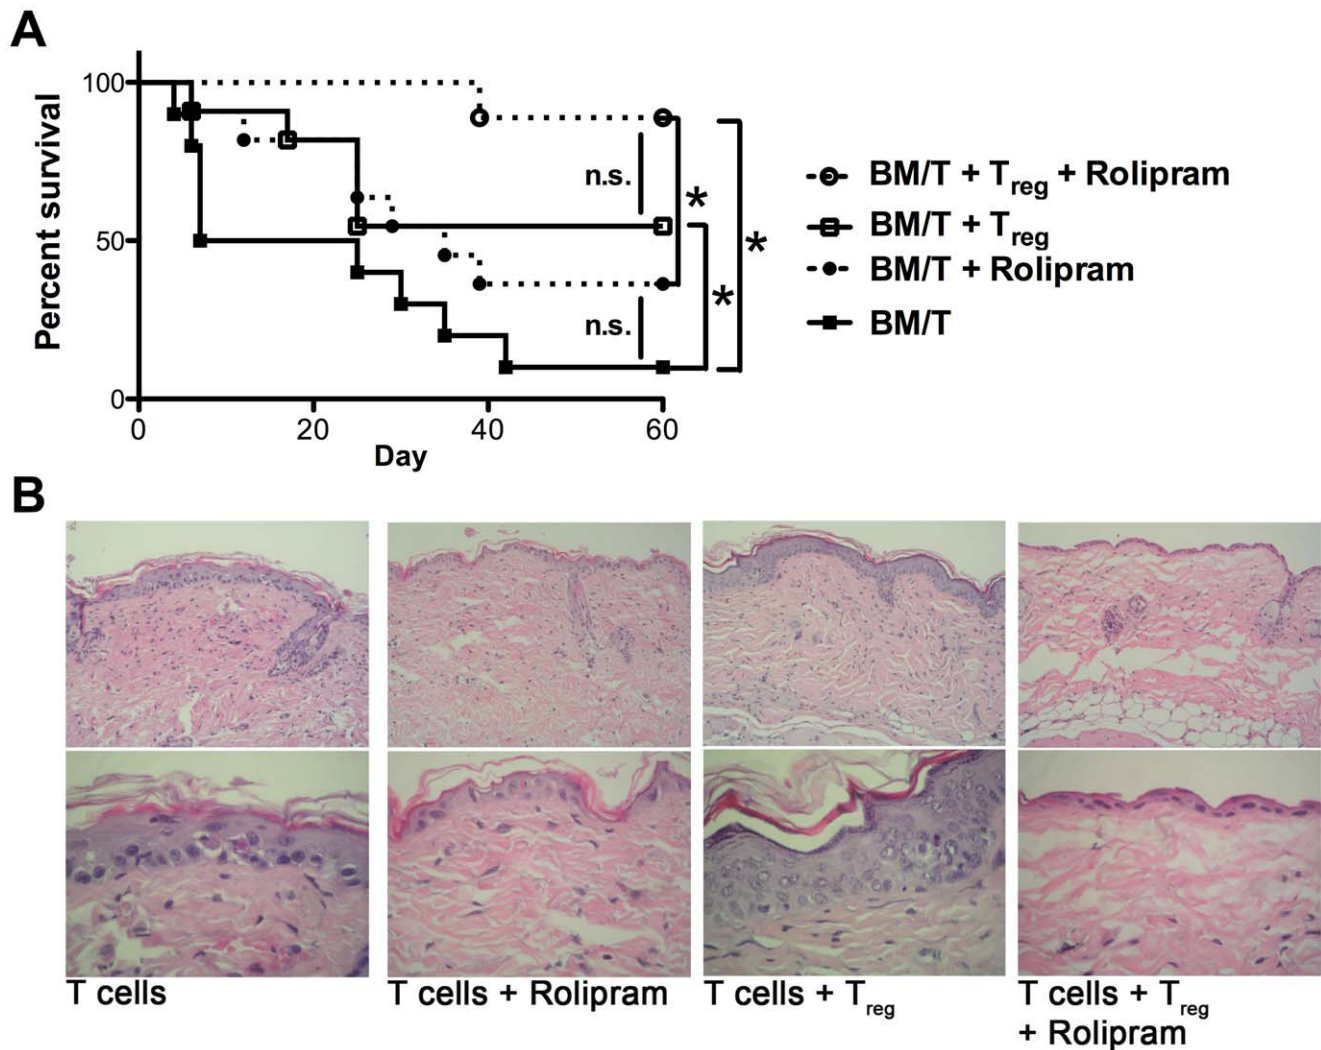 A
Percent survival
100
50
0
0 20 40 60
Day
n.s.
n.s.
*
*
*
BM/T + Treg + Rolipram
BM/T + Treg
BM/T + Rolipram
BM/T
B
T cells
T cells + Rolipram
T cells + Treg
T cells + Treg
+ Rolipram